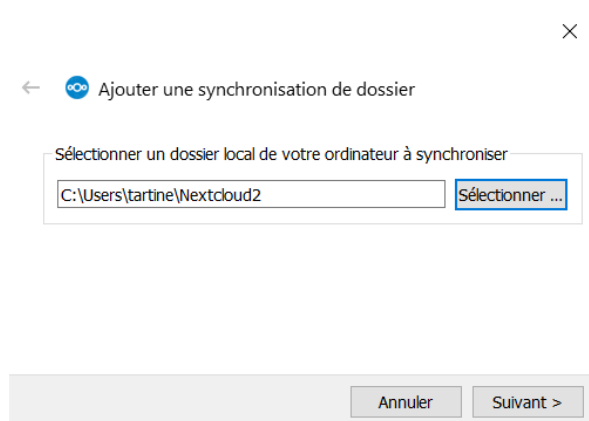 Ajouter une synchronisation de dossier
Sélectionner un dossier local de votre ordinateur à synchroniser
C:\Users\tartine\Nextcloud2
Sélectionner ...
Annuler
Suivant >